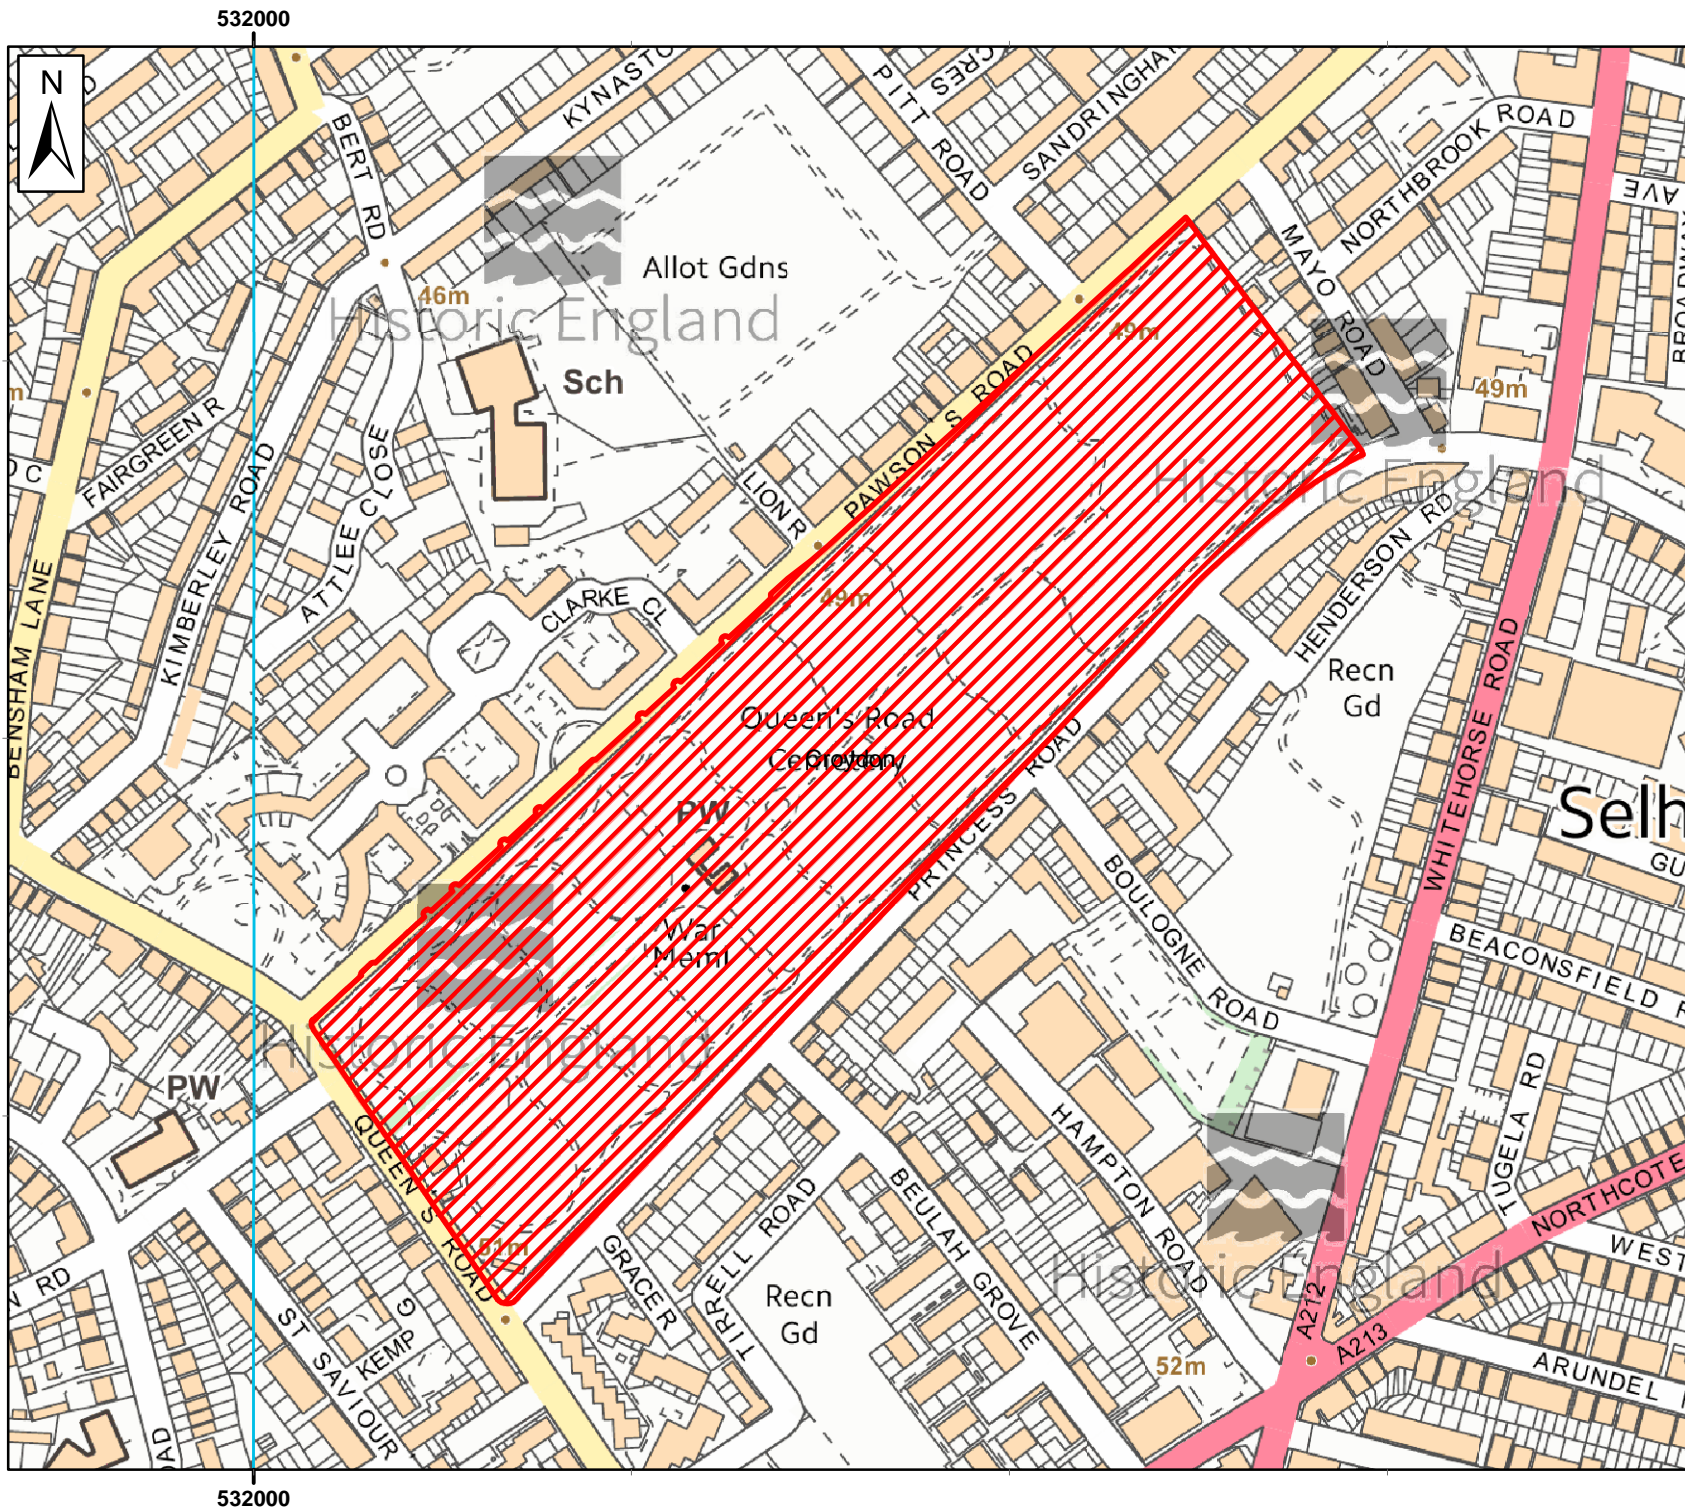 532000
N
BERT RD
KYNASTO
PITT ROAD
CRES
SANDRINGHA
NORTHBROOK ROAD
AVE
MAYO ROAD
Allot Gdns
46m
Historic England
Sch
49m
PAWSON S ROAD
49m
Historic England
FAIRGREEN R
KIMBERLEY ROAD
ATTLEE CLOSE
LION R
CLARKE CL
49m
HENDERSON RD
BENSHAM LANE
Recn
Gd
WHITEHORSE ROAD
Queen's Road
Cemetery
Croydon
PW
PRINCESS ROAD
Selh
GU
BOULOGNE ROAD
War
Meml
BEACONSFIELD R
Historic England
PW
QUEEN S ROAD
51m
HAMPTON ROAD
TUGELA RD
BEULAH GROVE
TIRRELL ROAD
GRACE R
NORTHCOTE
WEST
Historic England
N RD
ST SAVIOUR
KEMP G
Recn
Gd
A212
A213
52m
ARUNDEL
OAD
532000